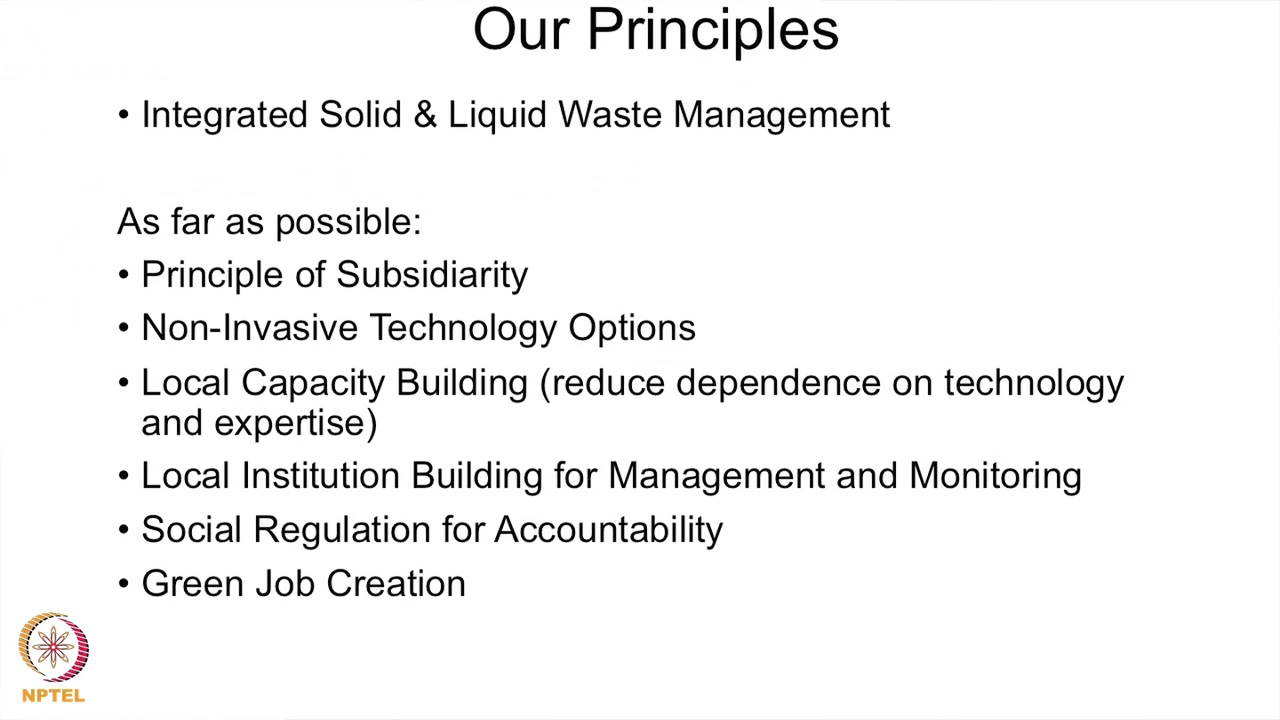 Our Principles
• Integrated Solid & Liquid Waste Management
As far as possible:
• Principle of Subsidiarity
• Non-Invasive Technology Options
• Local Capacity Building (reduce dependence on technology
and expertise)
• Local Institution Building for Management and Monitoring
• Social Regulation for Accountability
• Green Job Creation
NPTEL